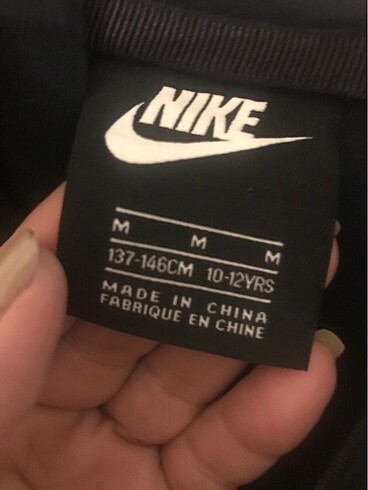 NIKE
M M M
137-146CM 10-12YRS
MADE IN CHINA
FABRIQUE EN CHINE